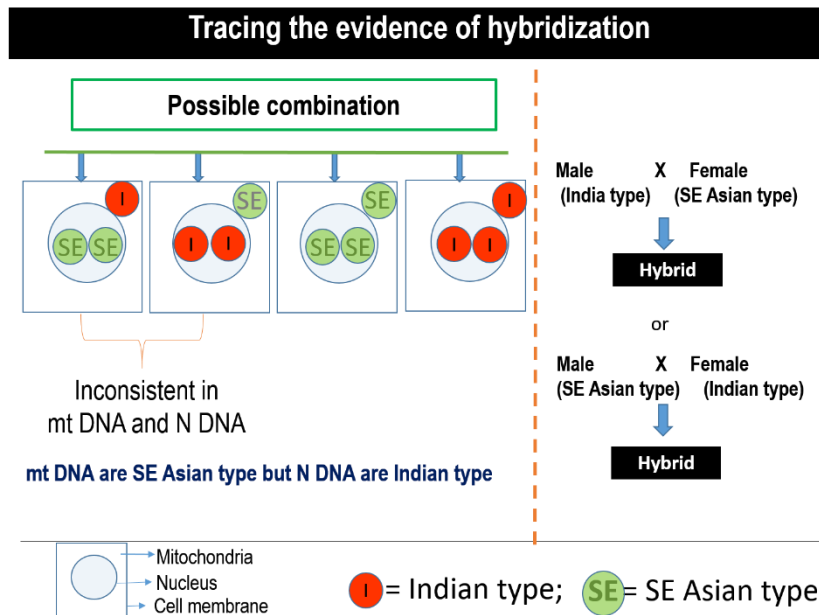 Tracing the evidence of hybridization
Possible combination
I
SE SE
SE
I I
SE
SE SE
I
I I
Inconsistent in
mt DNA and N DNA
mt DNA are SE Asian type but N DNA are Indian type
Male X Female
(India type) (SE Asian type)
Hybrid
or
Male X Female
(SE Asian type) (Indian type)
Hybrid
Mitochondria
Nucleus
Cell membrane
I = Indian type; SE = SE Asian type